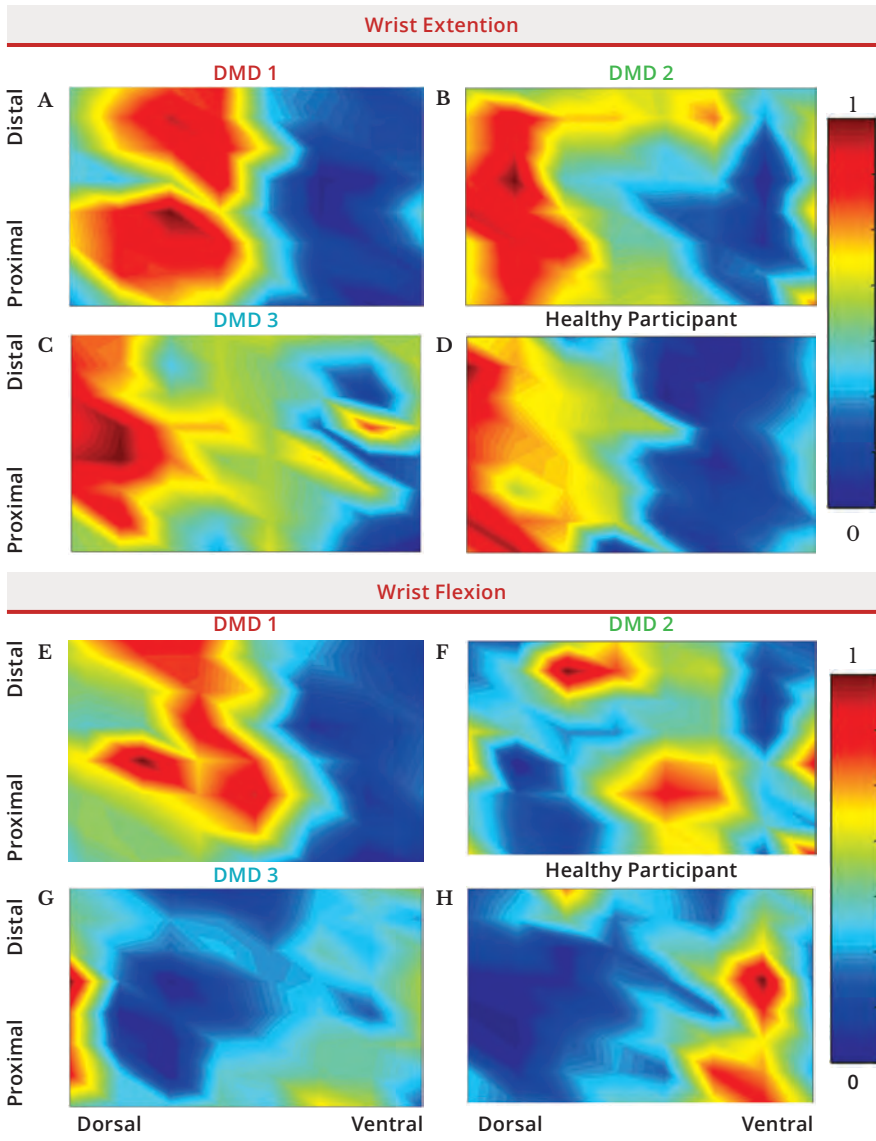 Wrist Extention
DMD 1
DMD 2
A
B
1
Distal
Proximal
DMD 3
Healthy Participant
C
D
Distal
Proximal
0
Wrist Flexion
DMD 1
DMD 2
E
F
1
Distal
Proximal
DMD 3
Healthy Participant
G
H
Distal
Proximal
0
Dorsal
Ventral
Dorsal
Ventral